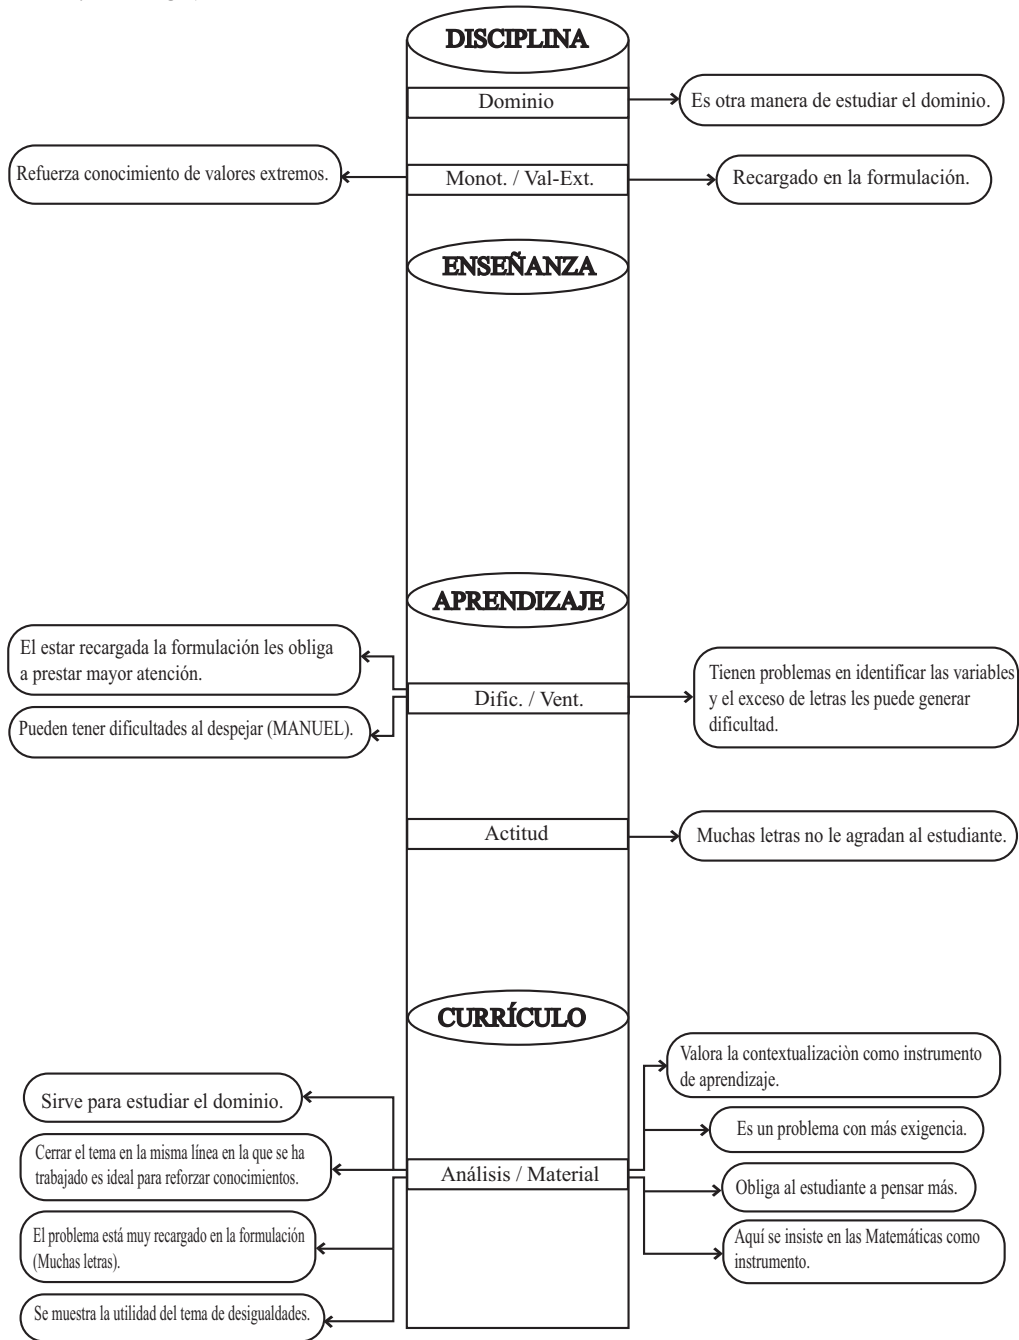 DISCIPLINA
Dominio
Es otra manera de estudiar el dominio.
Refuerza conocimiento de valores extremos.
Monot. / Val-Ext.
Recargado en la formulación.
ENSEÑANZA
APRENDIZAJE
El estar recargada la formulación les obliga
a prestar mayor atención.
Pueden tener dificultades al despejar (MANUEL).
Dific. / Vent.
Tienen problemas en identificar las variables
y el exceso de letras les puede generar
dificultad.
Actitud
Muchas letras no le agradan al estudiante.
CURRÍCULO
Sirve para estudiar el dominio.
Cerrar el tema en la misma línea en la que se ha
trabajado es ideal para reforzar conocimientos.
El problema está muy recargado en la formulación
(Muchas letras).
Se muestra la utilidad del tema de desigualdades.
Análisis / Material
Valora la contextualizaciòn como instrumento
de aprendizaje.
Es un problema con más exigencia.
Obliga al estudiante a pensar más.
Aquí se insiste en las Matemáticas como
instrumento.